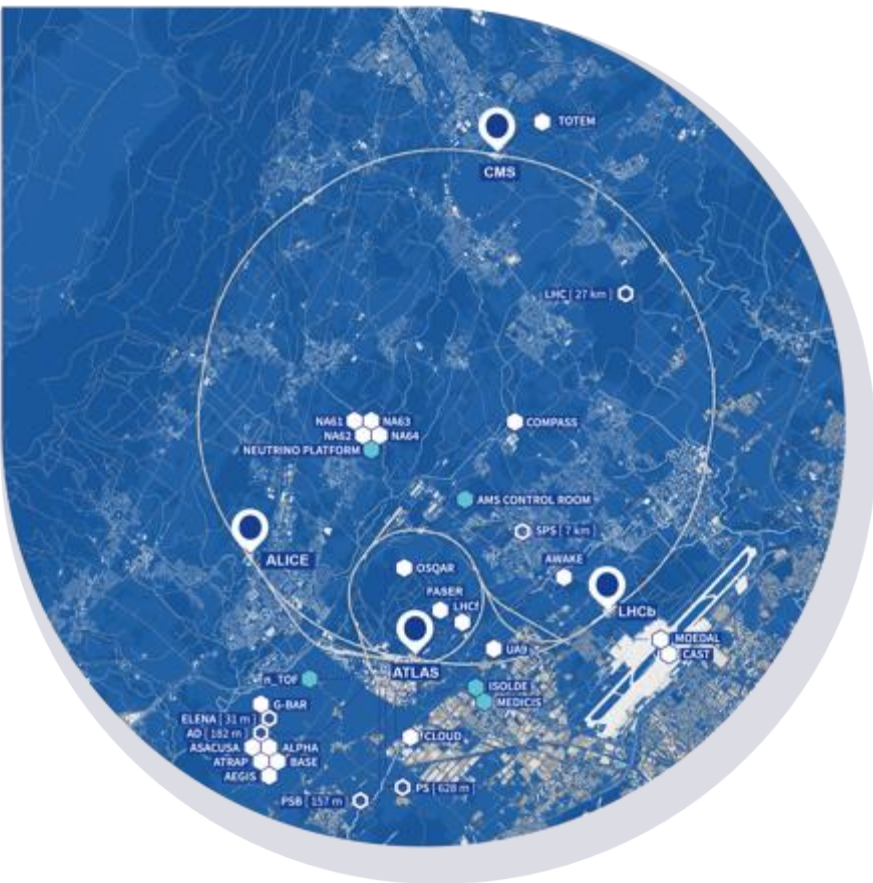 TOTEM
CMS
LHC [ 27 km ]
NA61 NA63
NA62 NA64
NEUTRINO PLATFORM
COMPASS
AMS CONTROL ROOM
SPS [ 7 km ]
ALICE
AWAKE
OSQAR
FASER
LHCf
LHCb
MOEDAL
CAST
UA9
ATLAS
n_TOF
ISOLDE
MEDICIS
G-BAR
ELENA [ 31 m ]
AD [ 182 m ]
ASACUSA ALPHA
ATRAP BASE
AEGIS
CLOUD
PS [ 628 m ]
PSB [ 157 m ]